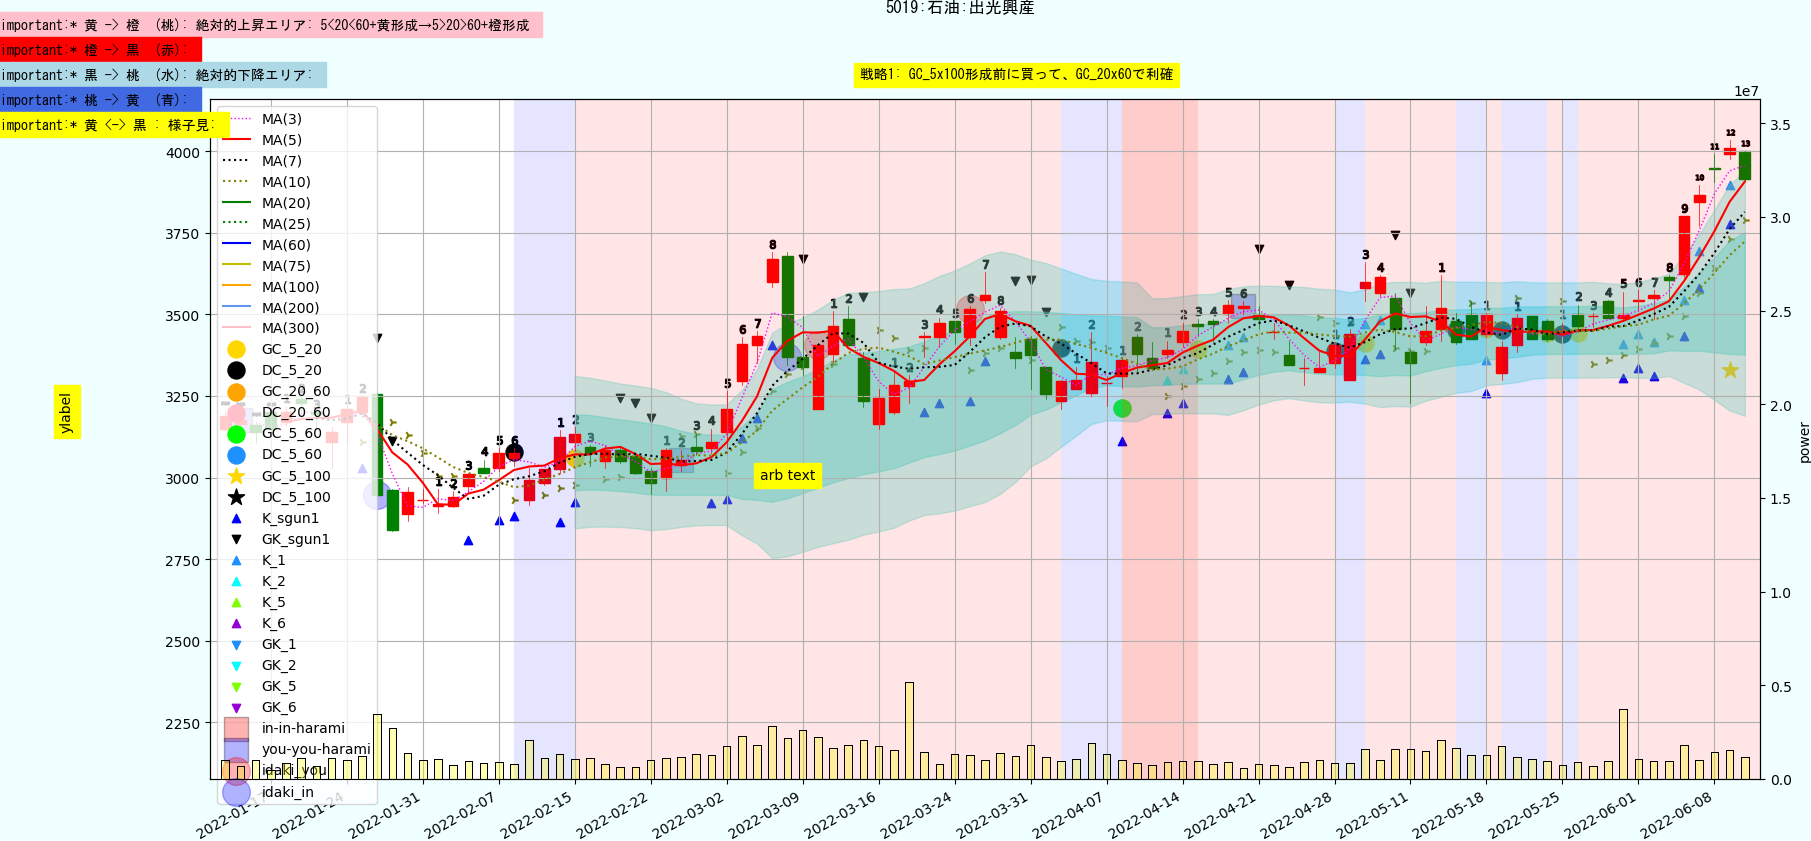 5019:石油:出光興産
important:* 黄 -> 橙 (桃): 絶対的上昇エリア: 5<20<60+黄形成→5>20>60+橙形成
important:* 橙 -> 黒 (赤):
important:* 黒 -> 桃 (水): 絶対的下降エリア:
important:* 桃 -> 黄 (青):
important:* 黄 <-> 黒 : 様子見:
戦略1: GC_5x100形成前に買って、GC_20x60で利確
1e7
MA(3)
MA(5)
MA(7)
MA(10)
MA(20)
MA(25)
MA(60)
MA(75)
MA(100)
MA(200)
MA(300)
GC_5_20
DC_5_20
GC_20_60
DC_20_60
GC_5_60
DC_5_60
GC_5_100
DC_5_100
K_sgun1
GK_sgun1
K_1
K_2
K_5
K_6
GK_1
GK_2
GK_5
GK_6
in-in-harami
you-you-harami
idaki_you
idaki_in
4000
3750
3500
3250
3000
2750
2500
2250
ylabel
arb text
3.5
3.0
2.5
2.0
1.5
1.0
0.5
0.0
power
2022-01-17
2022-01-24
2022-01-31
2022-02-07
2022-02-15
2022-02-22
2022-03-02
2022-03-09
2022-03-16
2022-03-24
2022-03-31
2022-04-07
2022-04-14
2022-04-21
2022-04-28
2022-05-11
2022-05-18
2022-05-25
2022-06-01
2022-06-08